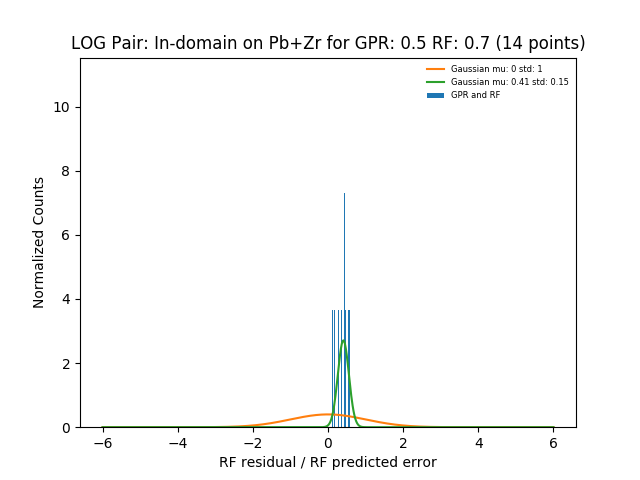 LOG Pair: In-domain on Pb+Zr for GPR: 0.5 RF: 0.7 (14 points)
Gaussian mu: 0 std: 1
Gaussian mu: 0.41 std: 0.15
GPR and RF
Normalized Counts
10
8
6
4
2
0
−6 −4 −2 0 2 4 6
RF residual / RF predicted error